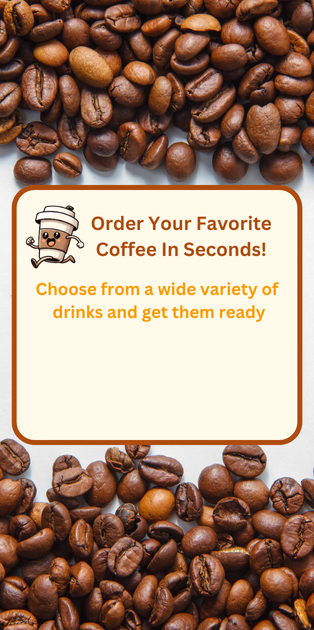 Order Your Favorite
Coffee In Seconds!
Choose from a wide variety of
drinks and get them ready